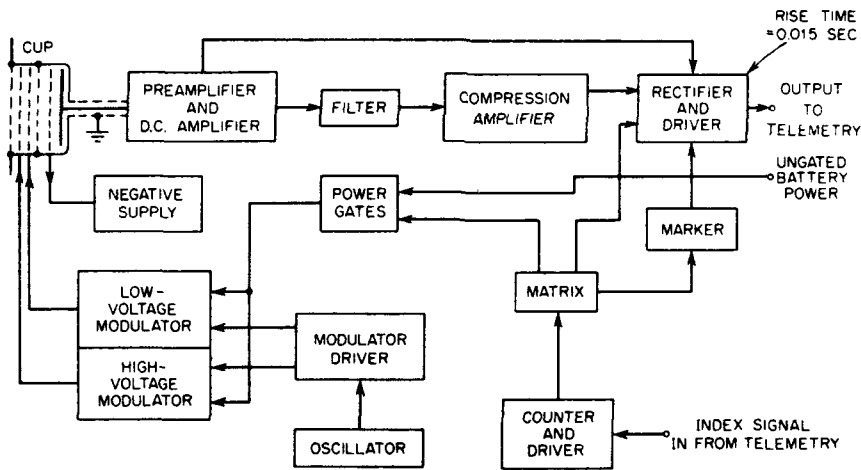 RISE TIME
=0.015 SEC
CUP
PREAMPLIFIER
AND
D.C. AMPLIFIER
FILTER
COMPRESSION
AMPLIFIER
RECTIFIER
AND
DRIVER
OUTPUT
TO
TELEMETRY
NEGATIVE
SUPPLY
POWER
GATES
UNGATED
BATTERY
POWER
MARKER
MATRIX
LOW-
VOLTAGE
MODULATOR
HIGH-
VOLTAGE
MODULATOR
MODULATOR
DRIVER
OSCILLATOR
COUNTER
AND
DRIVER
INDEX SIGNAL
IN FROM TELEMETRY